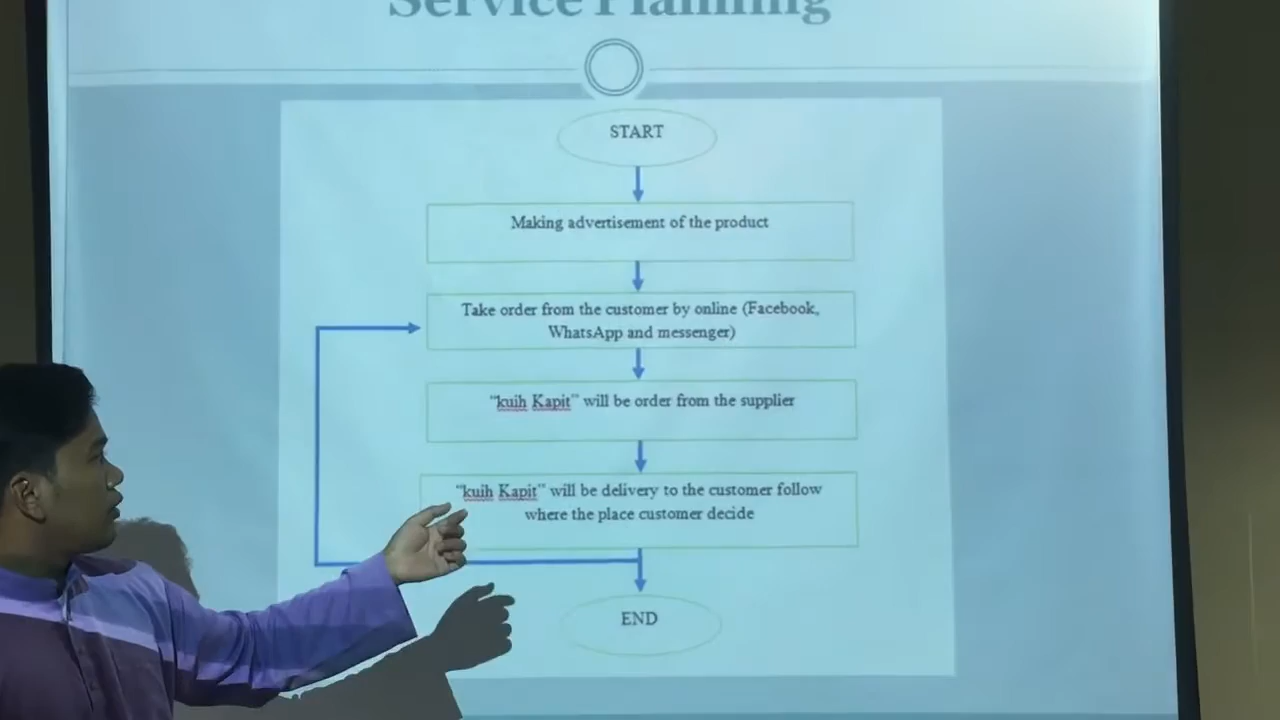 Service Planning
START
Making advertisement of the product
Take order from the customer by online (Facebook,
WhatsApp and messenger)
"kuih Kapit" will be order from the supplier
"kuih Kapit" will be delivery to the customer follow
where the place customer decide
END